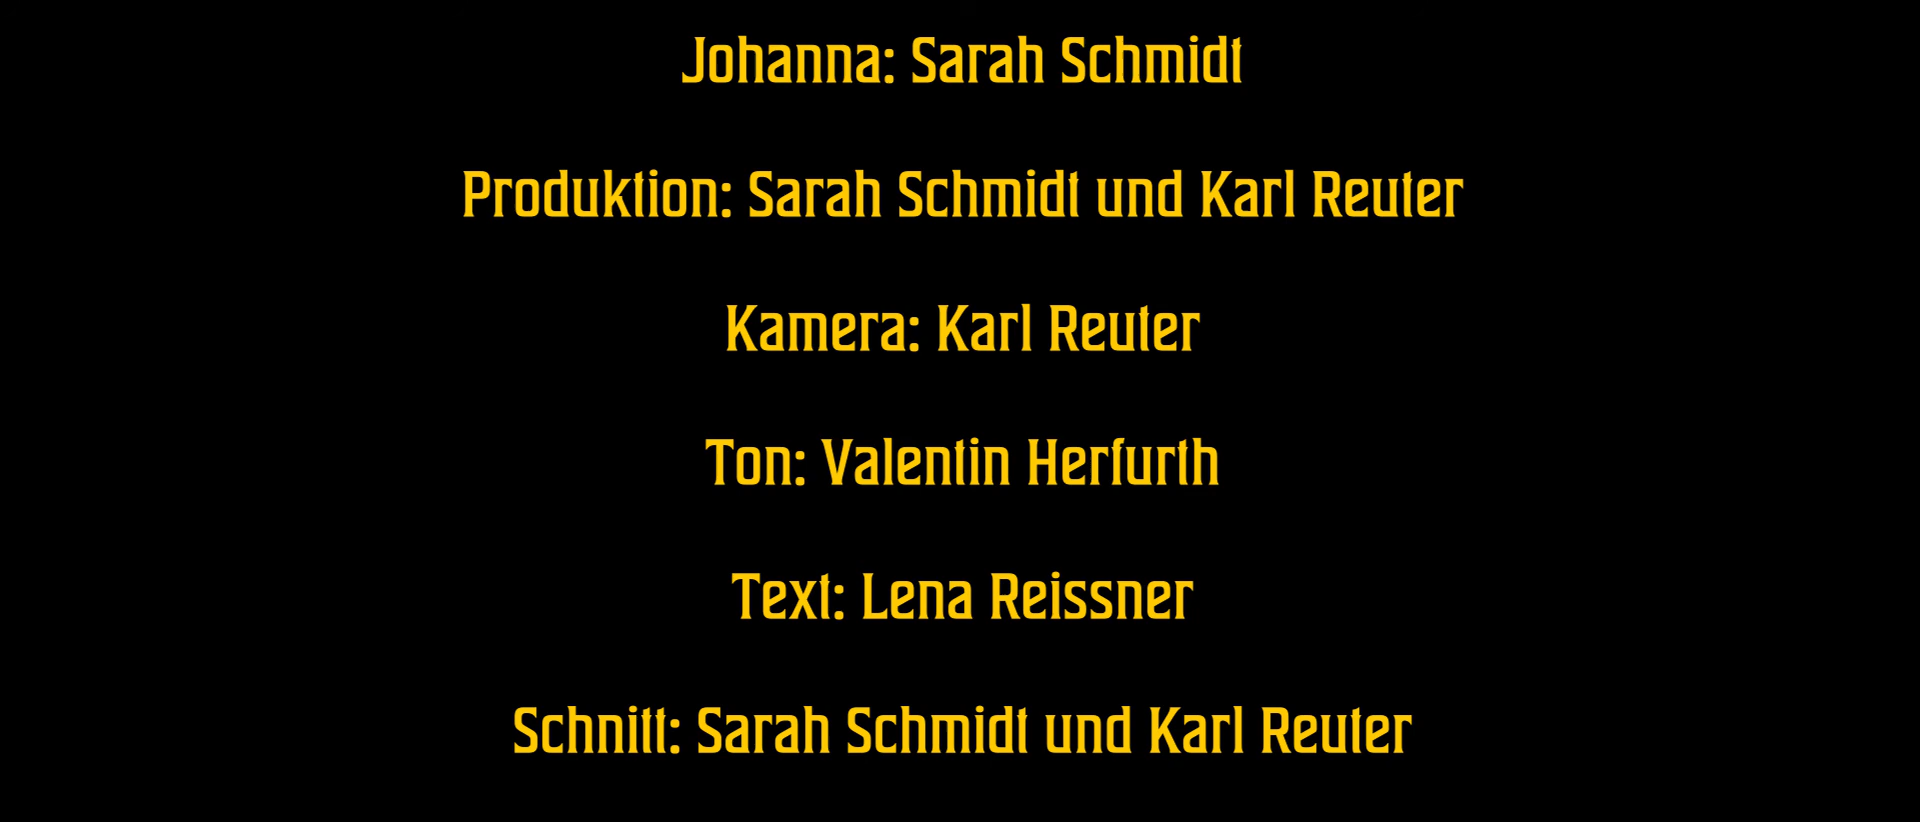 Johanna: Sarah Schmidt
Produktion: Sarah Schmidt und Karl Reuter
Kamera: Karl Reuter
Ton: Valentin Herfurth
Text: Lena Reissner
Schnitt: Sarah Schmidt und Karl Reuter